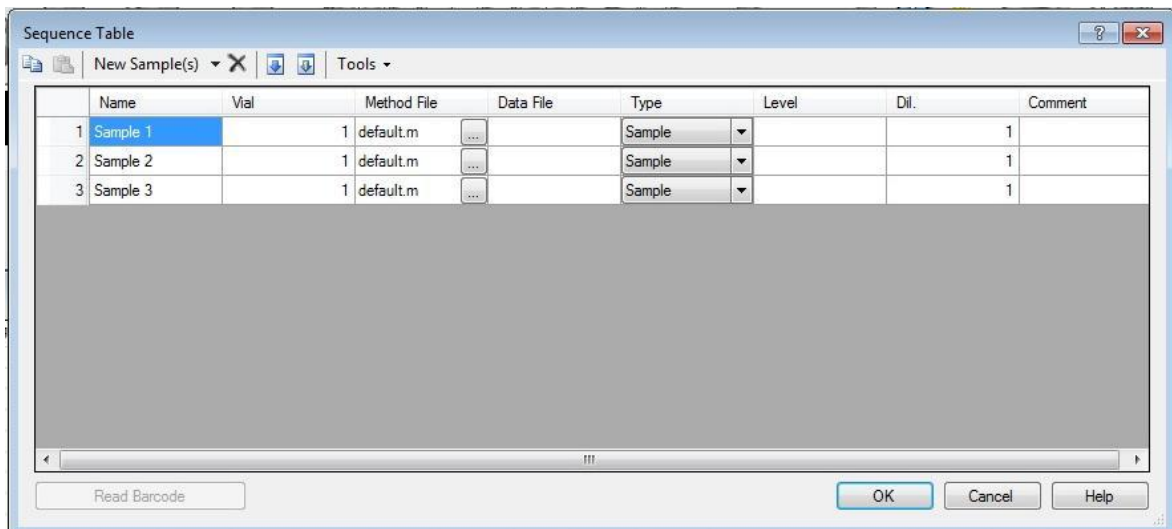 Sequence Table
New Sample(s) Tools
Name Vial Method File Data File Type Level Dil. Comment
1 Sample 1 1 default.m ... Sample 1
2 Sample 2 1 default.m ... Sample 1
3 Sample 3 1 default.m ... Sample 1
Read Barcode OK Cancel Help